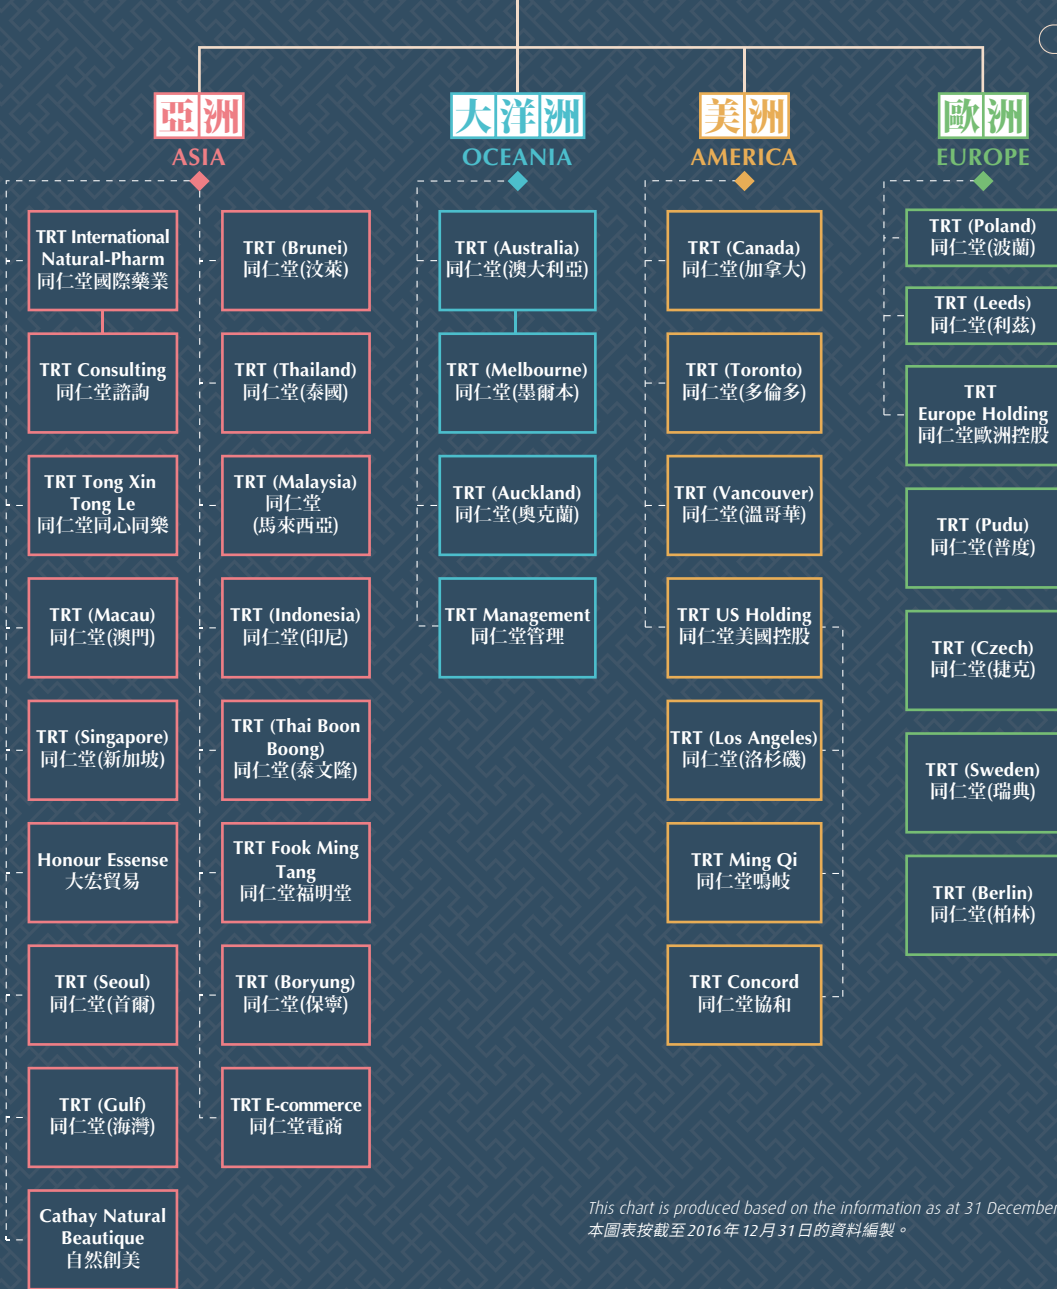 亞洲
ASIA
TRT International
Natural-Pharm
同仁堂國際藥業
TRT Consulting
同仁堂諮詢
TRT Tong Xin
Tong Le
同仁堂同心同樂
TRT (Macau)
同仁堂(澳門)
TRT (Singapore)
同仁堂(新加坡)
Honour Essense
大宏貿易
TRT (Seoul)
同仁堂(首爾)
TRT (Gulf)
同仁堂(海灣)
Cathay Natural
Beautique
自然創美
TRT (Brunei)
同仁堂(汶萊)
TRT (Thailand)
同仁堂(泰國)
TRT (Malaysia)
同仁堂
(馬來西亞)
TRT (Indonesia)
同仁堂(印尼)
TRT (Thai Boon
Boong)
同仁堂(泰文隆)
TRT Fook Ming
Tang
同仁堂福明堂
TRT (Boryung)
同仁堂(保寧)
TRT E-commerce
同仁堂電商
大洋洲
OCEANIA
TRT (Australia)
同仁堂(澳大利亞)
TRT (Melbourne)
同仁堂(墨爾本)
TRT (Auckland)
同仁堂(奧克蘭)
TRT Management
同仁堂管理
美洲
AMERICA
TRT (Canada)
同仁堂(加拿大)
TRT (Toronto)
同仁堂(多倫多)
TRT (Vancouver)
同仁堂(溫哥華)
TRT US Holding
同仁堂美國控股
TRT (Los Angeles)
同仁堂(洛杉磯)
TRT Ming Qi
同仁堂鳴岐
TRT Concord
同仁堂協和
歐洲
EUROPE
TRT (Poland)
同仁堂(波蘭)
TRT (Leeds)
同仁堂(利茲)
TRT
Europe Holding
同仁堂歐洲控股
TRT (Pudu)
同仁堂(普度)
TRT (Czech)
同仁堂(捷克)
TRT (Sweden)
同仁堂(瑞典)
TRT (Berlin)
同仁堂(柏林)
This chart is produced based on the information as at 31 December
本圖表按截至2016年12月31日的資料編製。